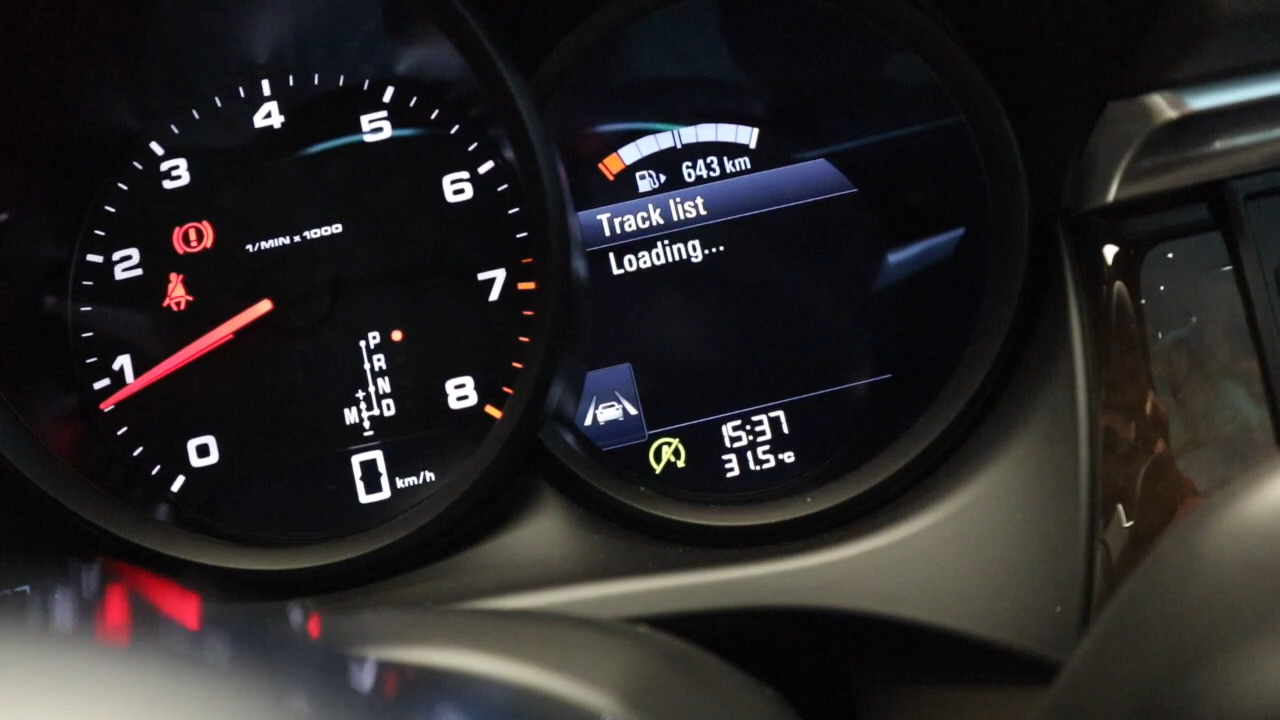 0
1
2
3
4
5
6
7
8
1/MIN x 1000
P
R
N
D
M
+
-
0 km/h
643 km
Track list
Loading...
A
15:37
31.5 °C